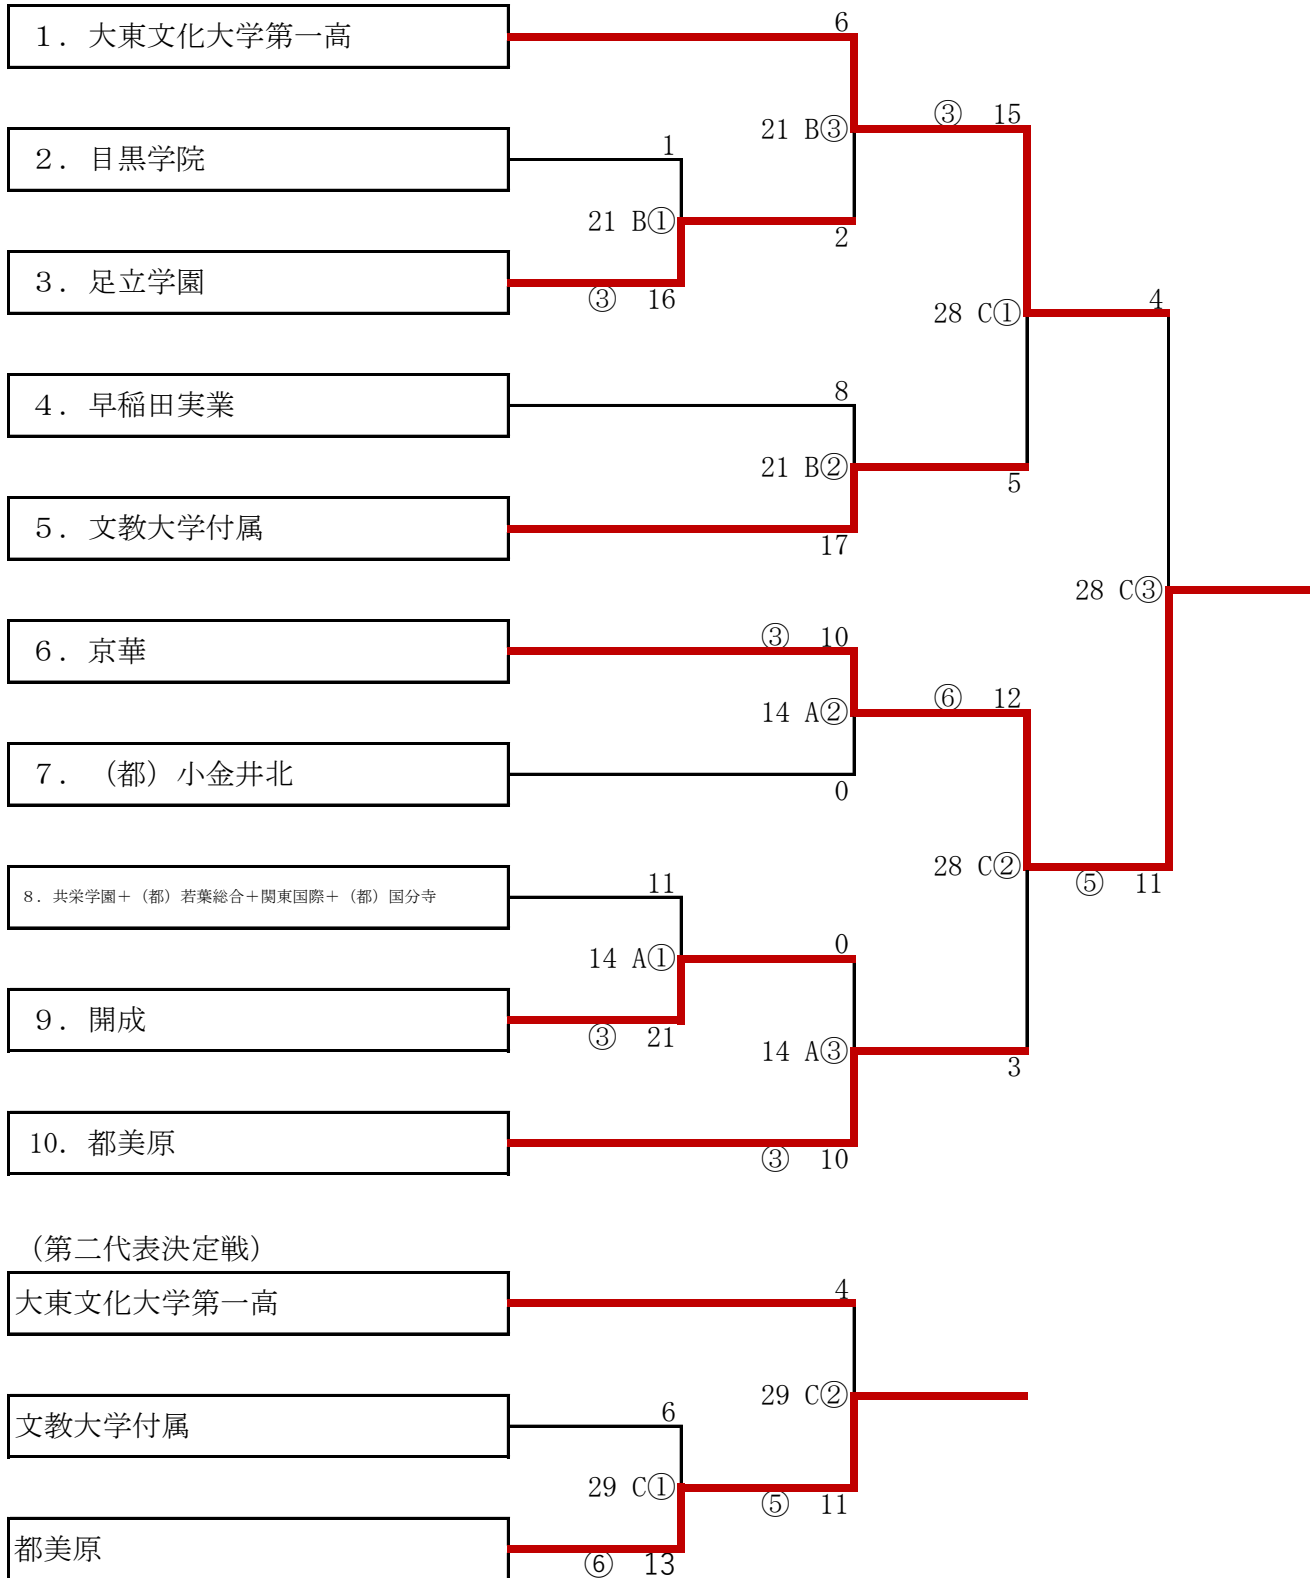 6
１．大東文化大学第一高
③ 15
21 B③
２．目黒学院
1
21 B①
2
３．足立学園
③ 16
4
28 C①
８
４．早稲田実業
21 B②
5
５．文教大学付属
17
28 C③
③ 10
６．京華
⑥ 12
14 A②
７．（都）小金井北
0
28 C②
11
⑤ 11
８．共栄学園＋（都）若葉総合＋関東国際＋（都）国分寺
0
14 A①
９．開成
③ 21
14 A③
3
10．都美原
③ 10
（第二代表決定戦）
4
大東文化大学第一高
29 C②
6
文教大学付属
29 C①
⑤ 11
都美原
⑥ 13